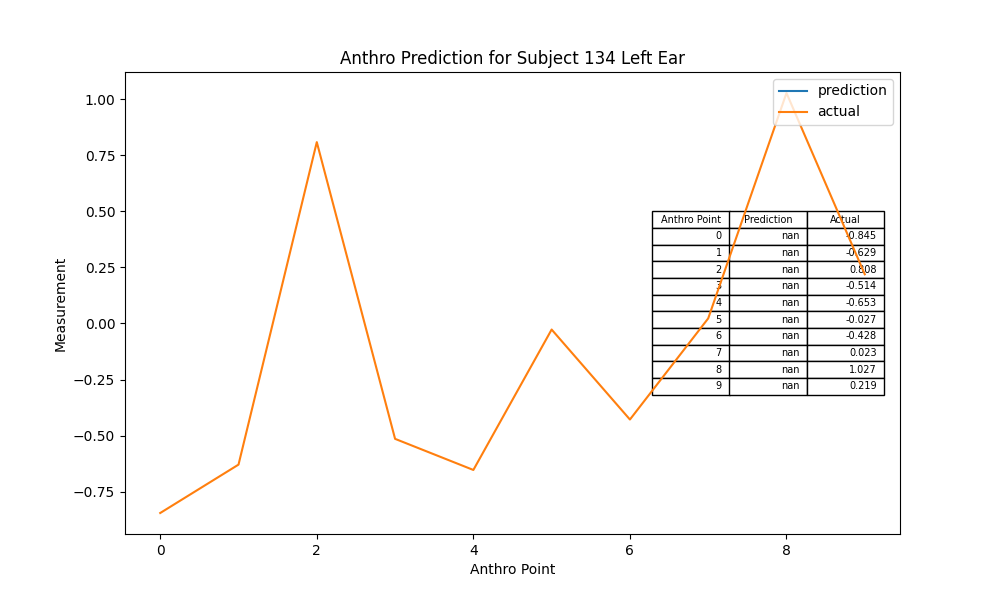 Anthro Prediction for Subject 134 Left Ear
prediction
actual
1.00
0.75
0.50
0.25
0.00
−0.25
−0.50
−0.75
Measurement
Anthro Point Prediction Actual
0 nan -0.845
1 nan -0.629
2 nan 0.808
3 nan -0.514
4 nan -0.653
5 nan -0.027
6 nan -0.428
7 nan 0.023
8 nan 1.027
9 nan 0.219
0 2 4 6 8
Anthro Point